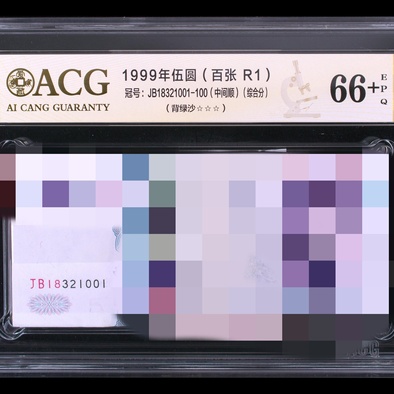 ACG
AI CANG GUARANTY
1999年伍圆（百张 R1）
冠号：JB18321001-100（中间顺）（综合分）
（背绿沙☆☆☆）
66+
EPQ
JB18321001